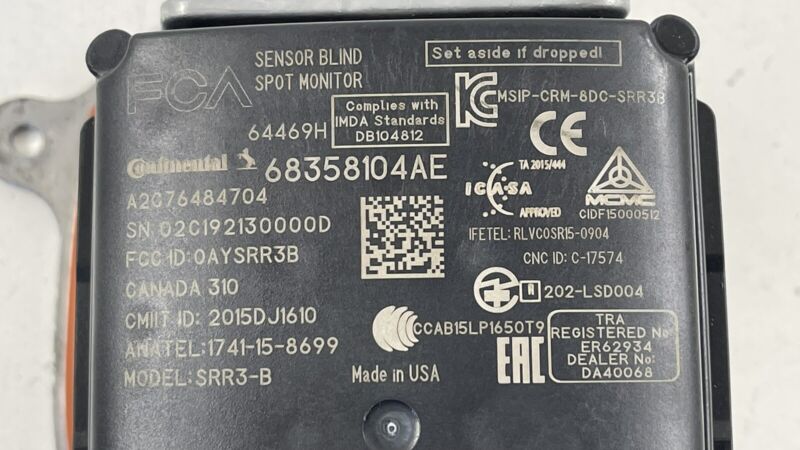 FCA
SENSOR BLIND
SPOT MONITOR
Set aside if dropped!
64469H
Complies with
IMDA Standards
DB104812
MSIP-CRM-8DC-SRR3B
CE
Continental
68358104AE
TA 2015/444
ICASA
APPROVED
MCMC
CIDF15000512
A2C76484704
SN 02C192130000D
FCC ID: 0AYSRR3B
CANADA 310
CMIIT ID: 2015DJ1610
ANATEL:1741-15-8699
MODEL: SRR3-B
IFETEL: RLVCOSR15-0904
CNC ID: C-17574
R 202-LSD004
CCAB15LP1650T9
Made in USA
EAC
TRA
REGISTERED No:
ER62934
DEALER No:
DA40068